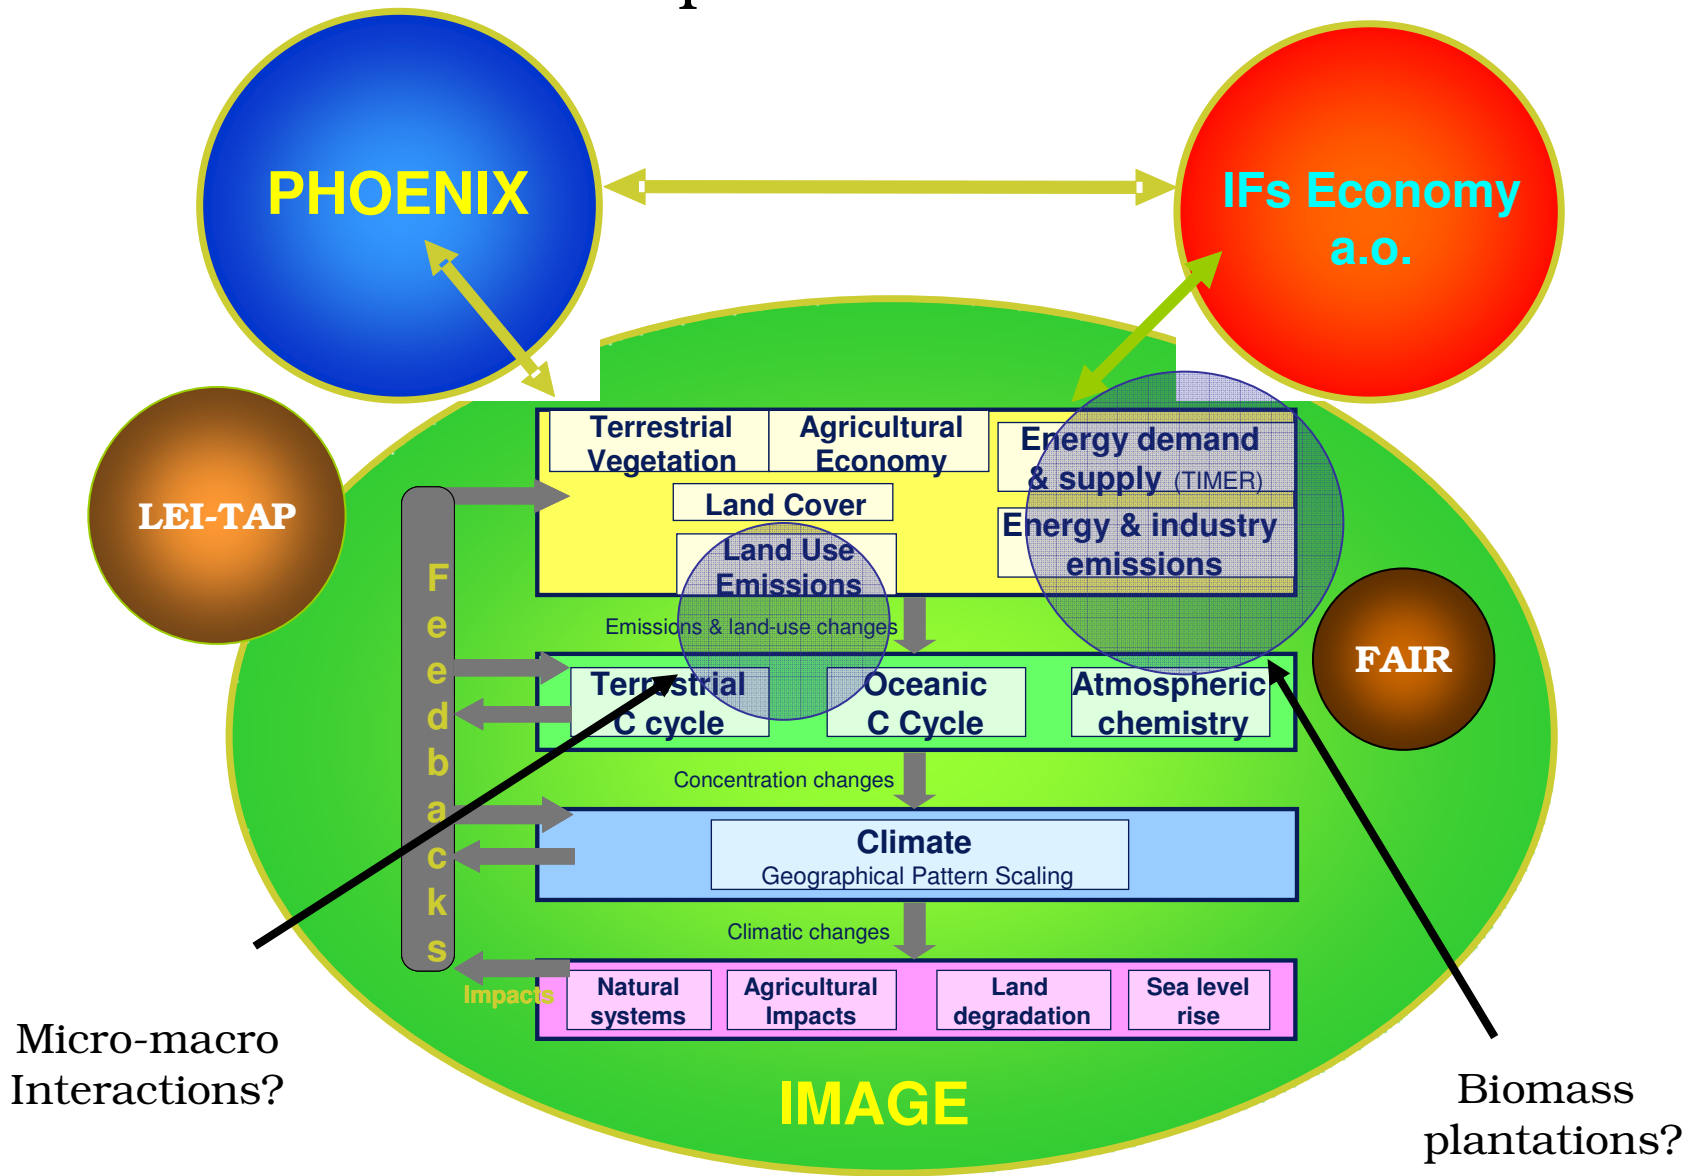 PHOENIX
IFs Economy
a.o.
LEI-TAP
FAIR
Terrestrial
Vegetation
Agricultural
Economy
Energy demand
& supply (TIMER)
Land Cover
Energy & industry
emissions
Land Use
Emissions
Emissions & land-use changes
Terrestrial
C cycle
Oceanic
C Cycle
Atmospheric
chemistry
Concentration changes
Climate
Geographical Pattern Scaling
Climatic changes
Feedbacks
Impacts
Natural
systems
Agricultural
Impacts
Land
degradation
Sea level
rise
Micro-macro
Interactions?
IMAGE
Biomass
plantations?